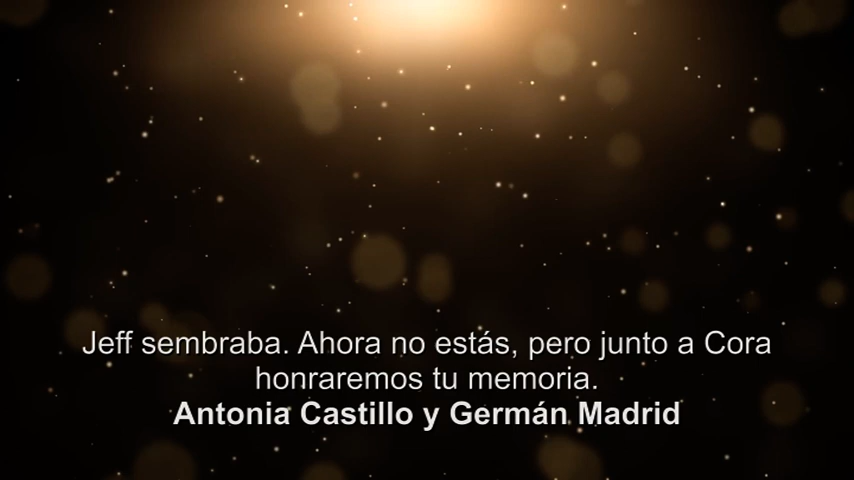 Jeff sembraba. Ahora no estás, pero junto a Cora
honraremos tu memoria.
Antonia Castillo y Germán Madrid